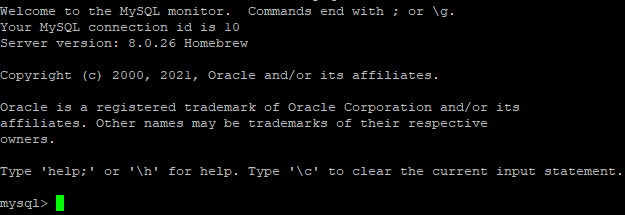 Welcome to the MySQL monitor.  Commands end with ; or \g.
Your MySQL connection id is 10
Server version: 8.0.26 Homebrew
Copyright (c) 2000, 2021, Oracle and/or its affiliates.
Oracle is a registered trademark of Oracle Corporation and/or its
affiliates. Other names may be trademarks of their respective
owners.
Type 'help;' or '\h' for help. Type '\c' to clear the current input statement.
mysql>